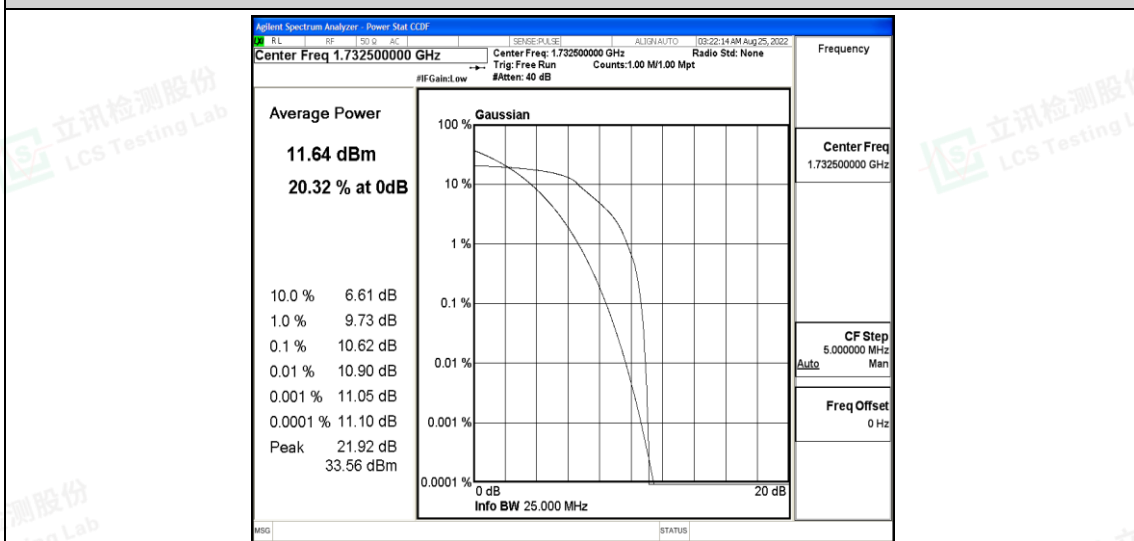 Agilent Spectrum Analyzer - Power Stat CCDF
RL RF 50 Ω AC SENSE:PULSE ALIGNAUTO 03:22:14 AM Aug 25, 2022
Center Freq 1.732500000 GHz
Center Freq: 1.732500000 GHz Radio Std: None
Trig: Free Run Counts:1.00 M/1.00 Mpt
#IFGain:Low #Atten: 40 dB
Frequency
Average Power
11.64 dBm
20.32 % at 0dB
10.0 % 6.61 dB
1.0 % 9.73 dB
0.1 % 10.62 dB
0.01 % 10.90 dB
0.001 % 11.05 dB
0.0001 % 11.10 dB
Peak 21.92 dB
33.56 dBm
Gaussian
100 %
10 %
1 %
0.1 %
0.01 %
0.001 %
0.0001 %
0 dB 20 dB
Info BW 25.000 MHz
Center Freq
1.732500000 GHz
CF Step
5.000000 MHz
Auto Man
Freq Offset
0 Hz
MSG STATUS
立讯检测股份
LCS Testing Lab
立讯检测股份
LCS Testing L
测股份
ng Lab